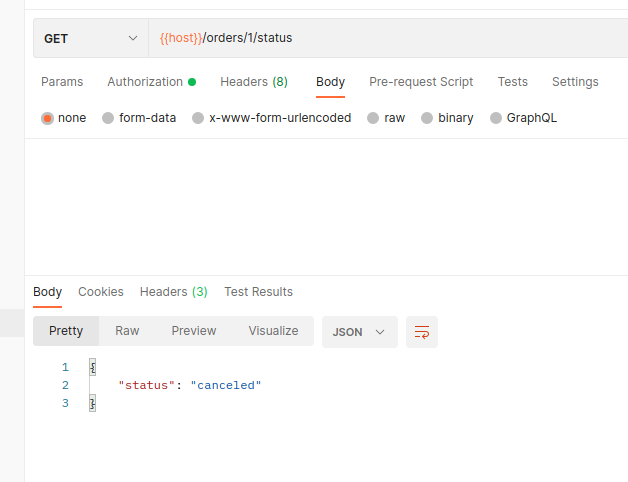 GET {{host}}/orders/1/status
Params Authorization Headers (8) Body Pre-request Script Tests Settings
none form-data x-www-form-urlencoded raw binary GraphQL
Body Cookies Headers (3) Test Results
Pretty Raw Preview Visualize JSON
1 {
2 "status": "canceled"
3 }